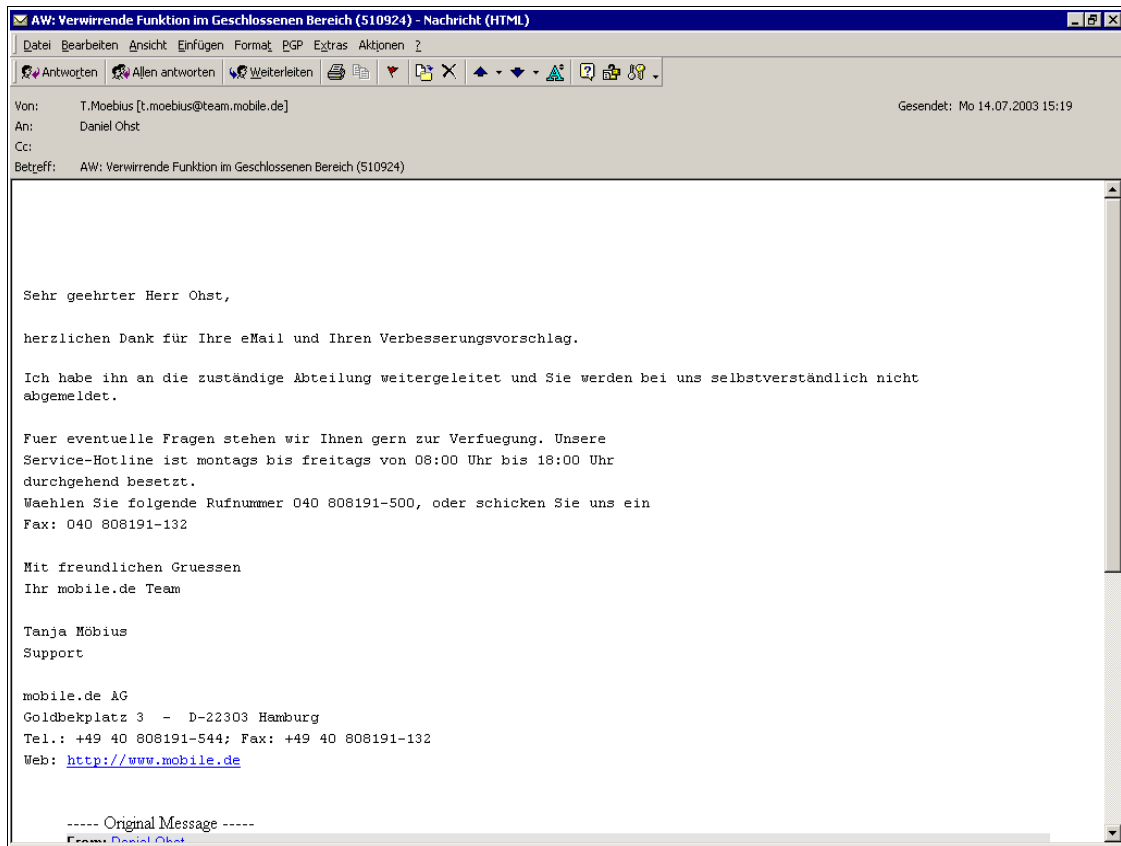 AW: Verwirrende Funktion im Geschlossenen Bereich (510924) - Nachricht (HTML)
Datei Bearbeiten Ansicht Einfügen Format PGP Extras Aktionen ?
Antworten Allen antworten Weiterleiten
Von: T.Moebius [t.moebius@team.mobile.de] Gesendet: Mo 14.07.2003 15:19
An: Daniel Ohst
Cc:
Betreff: AW: Verwirrende Funktion im Geschlossenen Bereich (510924)
Sehr geehrter Herr Ohst,
herzlichen Dank für Ihre eMail und Ihren Verbesserungsvorschlag.
Ich habe ihn an die zuständige Abteilung weitergeleitet und Sie werden bei uns selbstverständlich nicht
abgemeldet.
Fuer eventuelle Fragen stehen wir Ihnen gern zur Verfuegung. Unsere
Service-Hotline ist montags bis freitags von 08:00 Uhr bis 18:00 Uhr
durchgehend besetzt.
Waehlen Sie folgende Rufnummer 040 808191-500, oder schicken Sie uns ein
Fax: 040 808191-132
Mit freundlichen Gruessen
Ihr mobile.de Team
Tanja Möbius
Support
mobile.de AG
Goldbekplatz 3 - D-22303 Hamburg
Tel.: +49 40 808191-544; Fax: +49 40 808191-132
Web: http://www.mobile.de
----- Original Message -----
From: Daniel Ohst